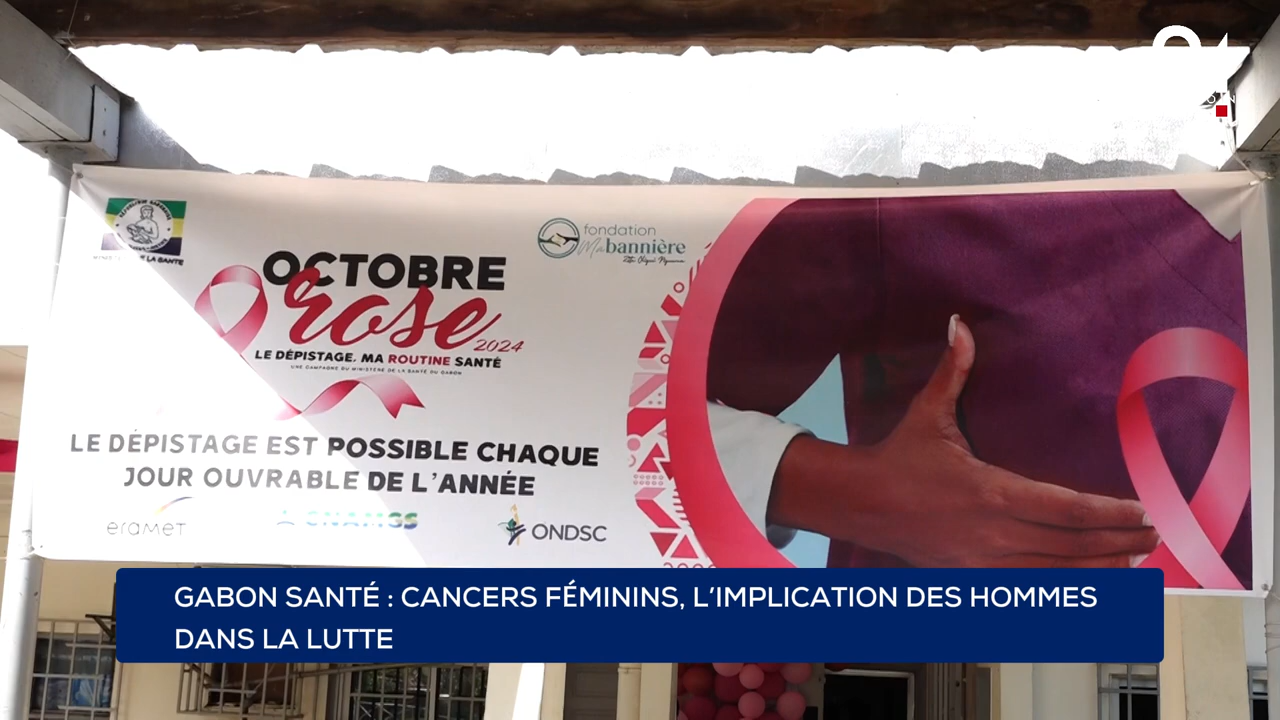 fondation
Ma bannière
OCTOBRE
rose
2024
LE DÉPISTAGE. MA ROUTINE SANTÉ
UNE CAMPAGNE DU MINISTÈRE DE LA SANTÉ DU GABON
LE DÉPISTAGE EST POSSIBLE CHAQUE
JOUR OUVRABLE DE L'ANNÉE
eramet
CNAMGS
ONDSC
GABON SANTÉ : CANCERS FÉMININS, L'IMPLICATION DES HOMMES
DANS LA LUTTE